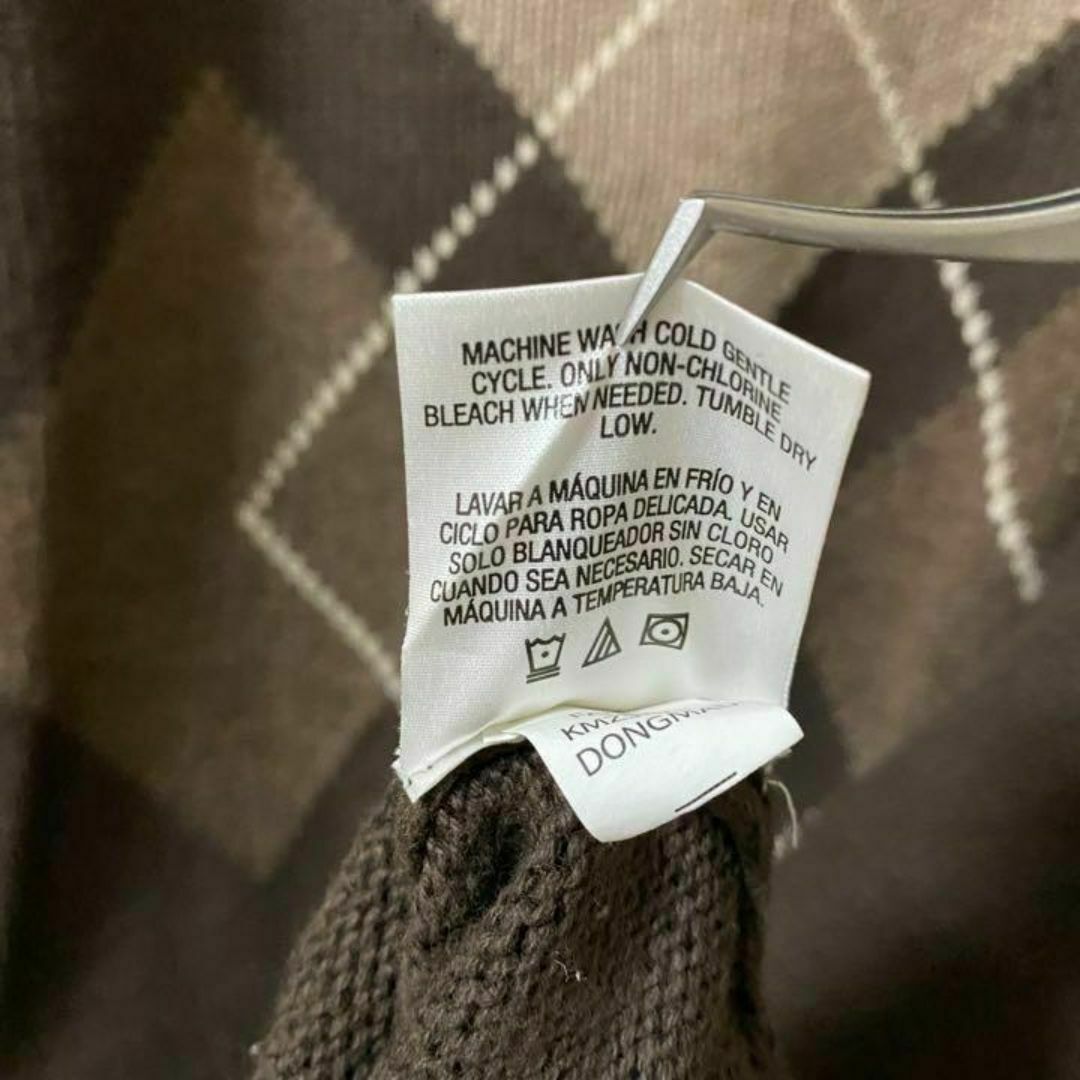 MACHINE WASH COLD GENTLE
CYCLE. ONLY NON-CHLORINE
BLEACH WHEN NEEDED. TUMBLE DRY
LOW.
LAVAR A MÁQUINA EN FRÍO Y EN
CICLO PARA ROPA DELICADA. USAR
SOLO BLANQUEADOR SIN CLORO
CUANDO SEA NECESARIO. SECAR EN
MÁQUINA A TEMPERATURA BAJA.